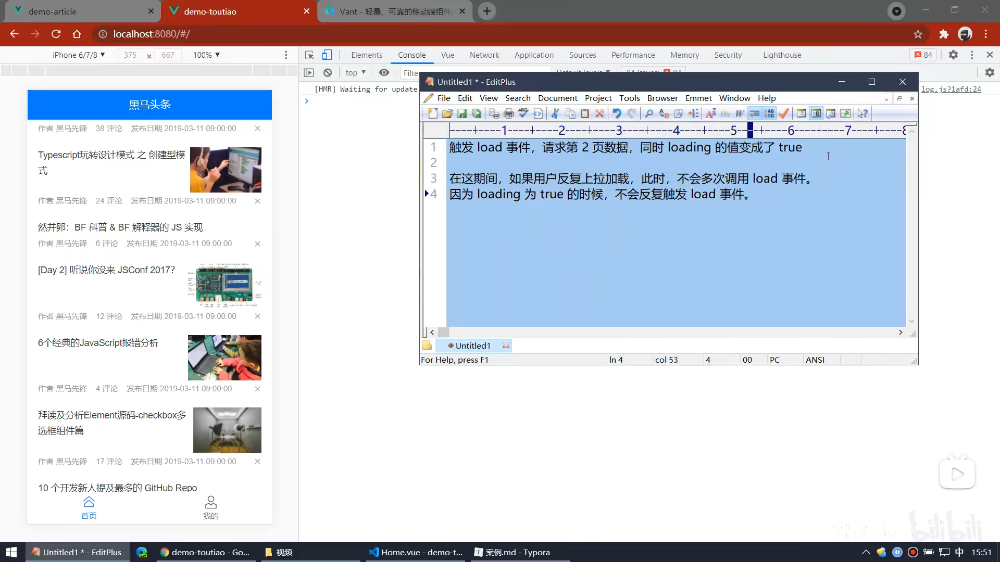 demo-article
demo-toutiao
Vant - 轻量、可靠的移动端组件
localhost:8080/#/
iPhone 6/7/8 ▼ 375 × 667 100% ▼
Elements Console Vue Network Application Sources Performance Memory Security Lighthouse 84
top ▼ Filter
[HMR] Waiting for update
log.js?1afd:24
黑马头条
作者 黑马先锋 38 评论 发布日期 2019-03-11 09:00:00
Typescript玩转设计模式 之 创建型模
式
作者 黑马先锋 24 评论 发布日期 2019-03-11 09:00:00
然并卵：BF 科普 & BF 解释器的 JS 实现
作者 黑马先锋 6 评论 发布日期 2019-03-11 09:00:00
[Day 2] 听说你没来 JSConf 2017？
作者 黑马先锋 12 评论 发布日期 2019-03-11 09:00:00
6个经典的JavaScript报错分析
作者 黑马先锋 4 评论 发布日期 2019-03-11 09:00:00
拜读及分析Element源码-checkbox多
选框组件篇
作者 黑马先锋 17 评论 发布日期 2019-03-11 09:00:00
10 个开发新人提及最多的 GitHub Repo
首页 我的
Untitled1 * - EditPlus
File Edit View Search Document Project Tools Browser Emmet Window Help
----+----1----+----2----+----3----+----4----+----5----+----6----+----7----+----8
1 触发 load 事件，请求第 2 页数据，同时 loading 的值变成了 true
2
3 在这期间，如果用户反复上拉加载，此时，不会多次调用 load 事件。
4 因为 loading 为 true 的时候，不会反复触发 load 事件。
Untitled1
For Help, press F1 ln 4 col 53 4 00 PC ANSI
bilibili
Untitled1 * - EditPlus demo-toutiao - Go... 视频 Home.vue - demo-t... 案例.md - Typora 中 15:51